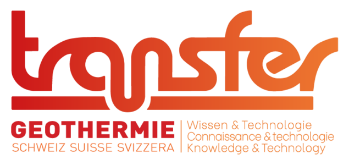 transfer
GEOTHERMIE
SCHWEIZ SUISSE SVIZZERA
Wissen & Technologie
Connaissance & technologie
Knowledge & Technology